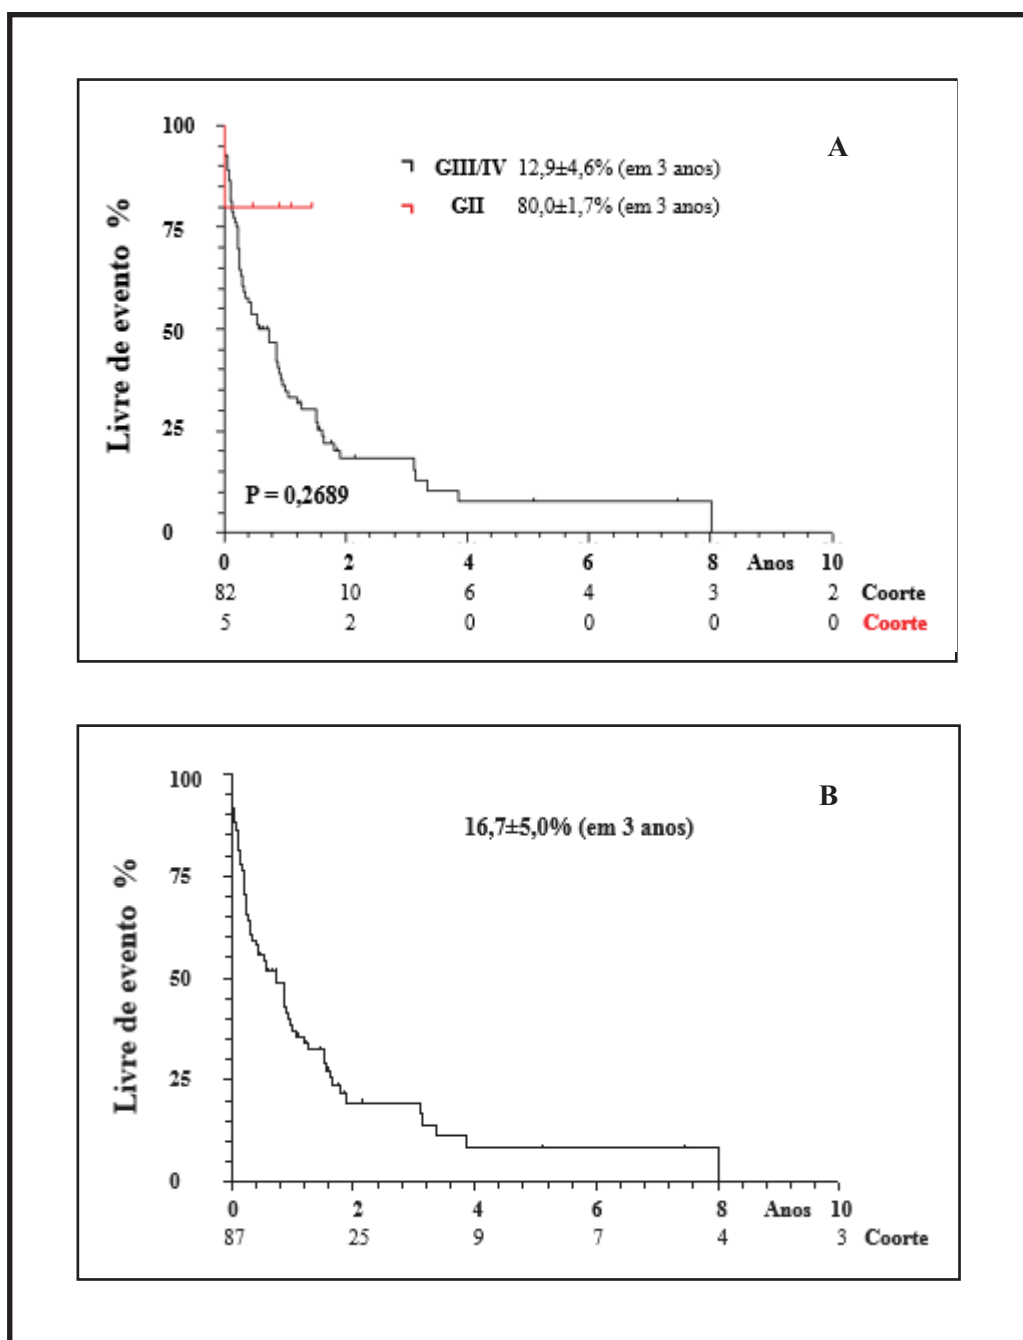 A
100
75
50
25
0
Livre de evento %
GIII/IV 12,9±4,6% (em 3 anos)
GII 80,0±1,7% (em 3 anos)
P = 0,2689
0 2 4 6 8 Anos 10
82 10 6 4 3 2 Coorte
5 2 0 0 0 0 Coorte
B
100
75
50
25
0
Livre de evento %
16,7±5,0% (em 3 anos)
0 2 4 6 8 Anos 10
87 25 9 7 4 3 Coorte